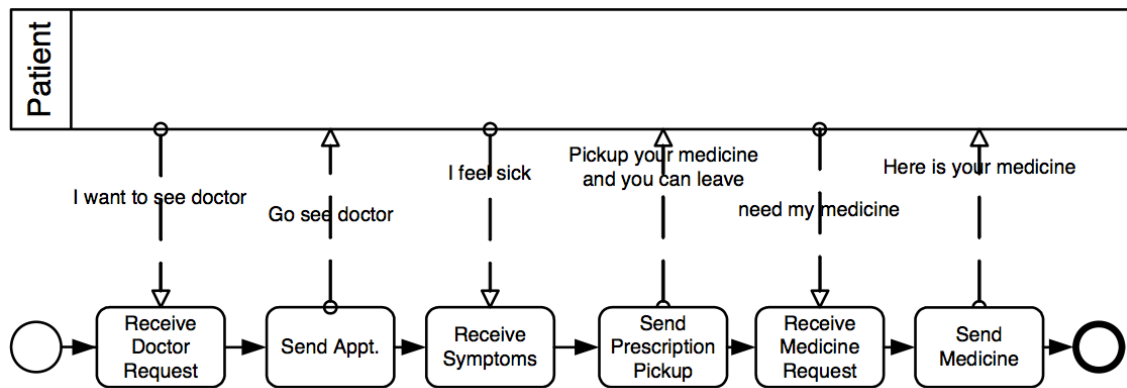 Patient
I want to see doctor
Go see doctor
I feel sick
Pickup your medicine
and you can leave
need my medicine
Here is your medicine
Receive
Doctor
Request
Send Appt.
Receive
Symptoms
Send
Prescription
Pickup
Receive
Medicine
Request
Send
Medicine